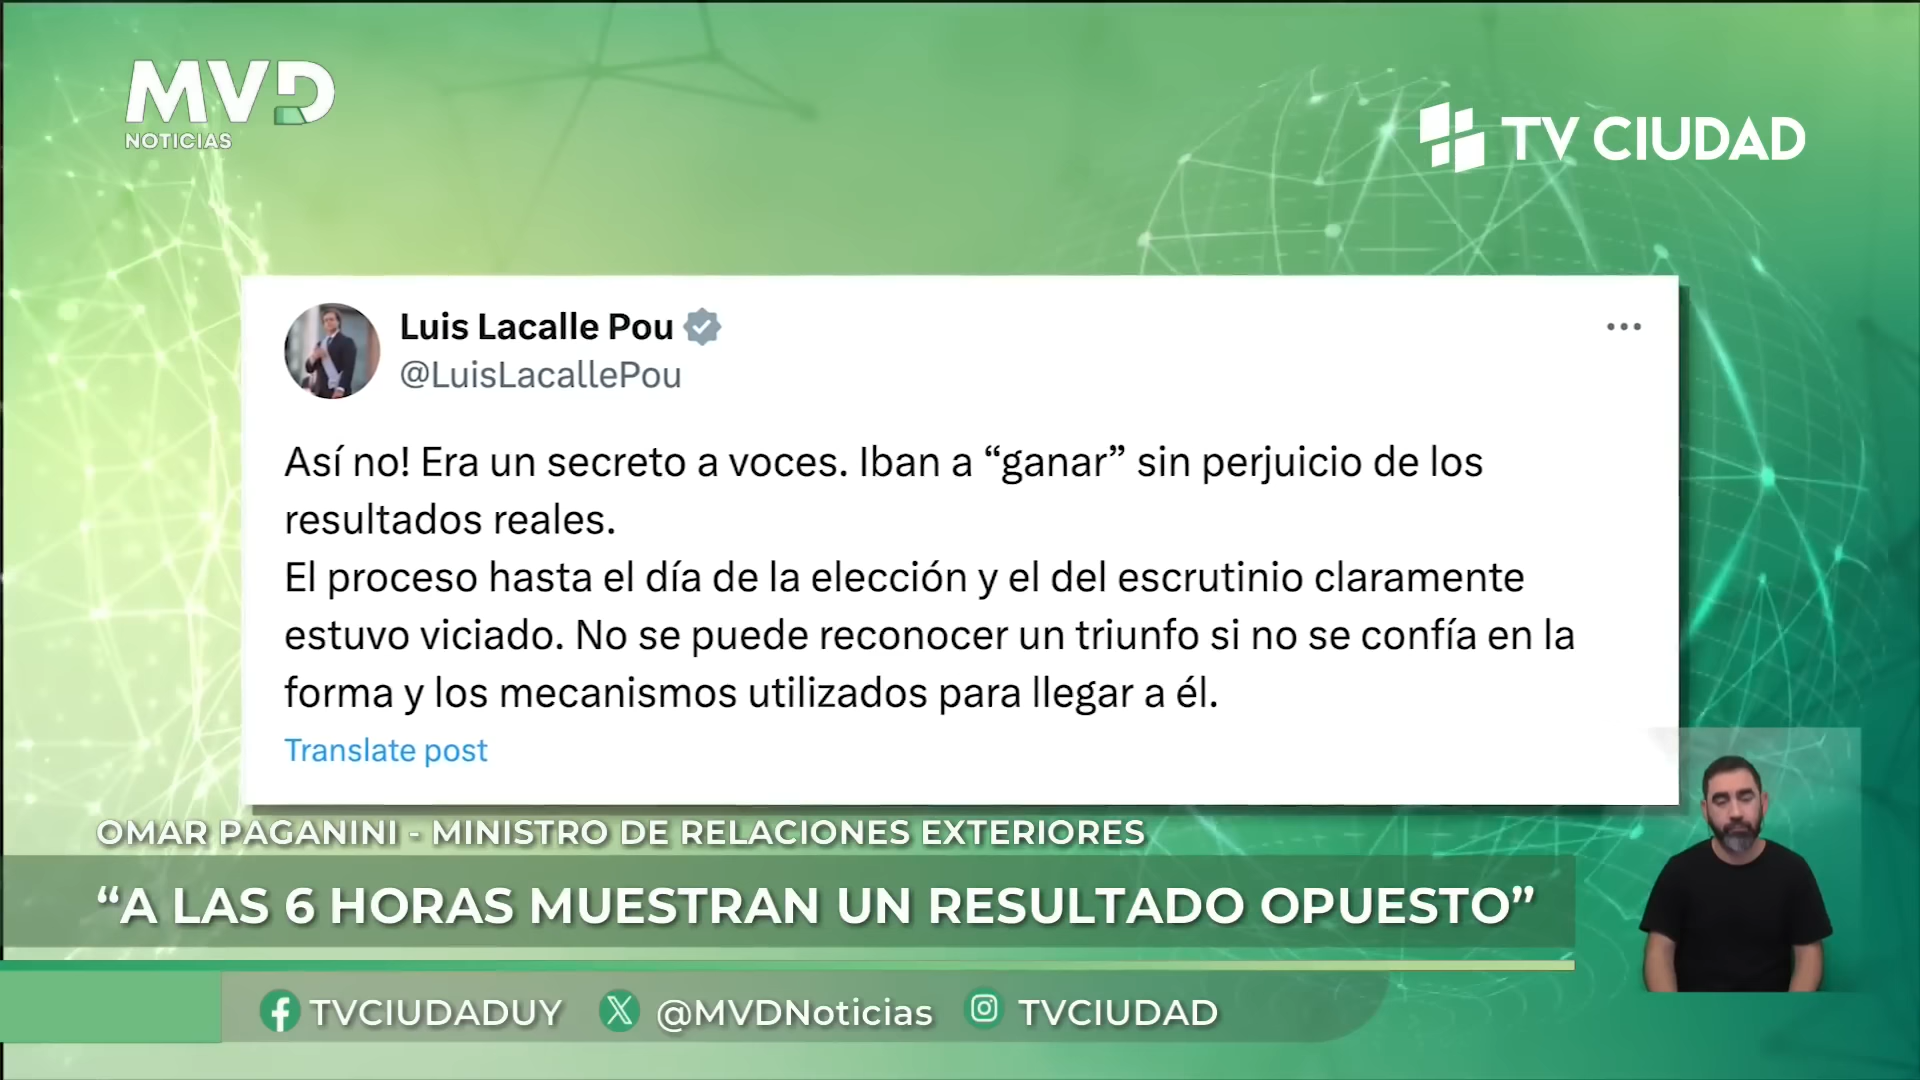 MVD
NOTICIAS
TV CIUDAD
Luis Lacalle Pou
@LuisLacallePou
Así no! Era un secreto a voces. Iban a “ganar” sin perjuicio de los
resultados reales.
El proceso hasta el día de la elección y el del escrutinio claramente
estuvo viciado. No se puede reconocer un triunfo si no se confía en la
forma y los mecanismos utilizados para llegar a él.
Translate post
OMAR PAGANINI - MINISTRO DE RELACIONES EXTERIORES
“A LAS 6 HORAS MUESTRAN UN RESULTADO OPUESTO”
TVCIUDADUY @MVDNoticias TVCIUDAD